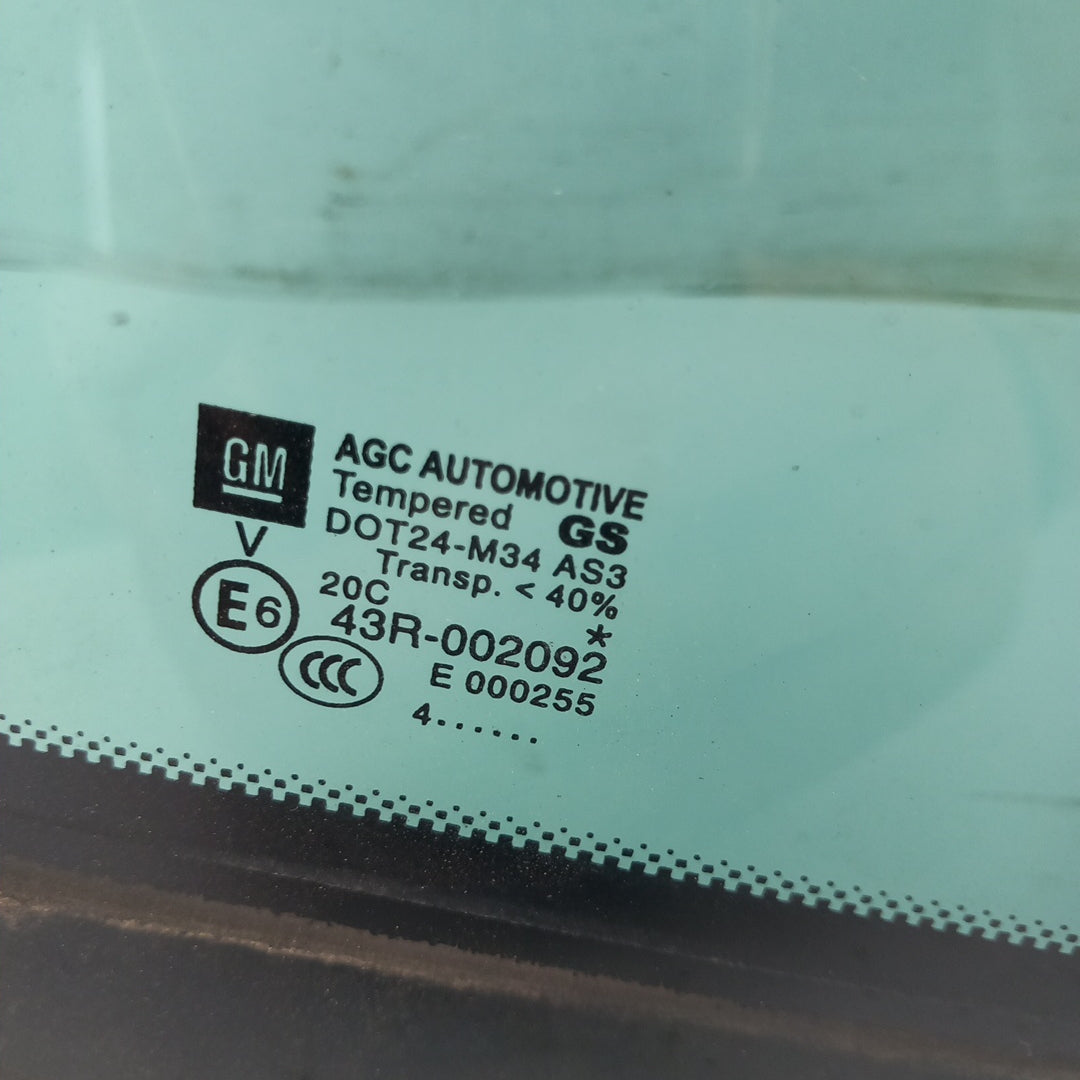 GM
AGC AUTOMOTIVE
Tempered GS
DOT24-M34 AS3
Transp. < 40%
V
E6
20C
*
43R-002092
CCC
E 000255
4......